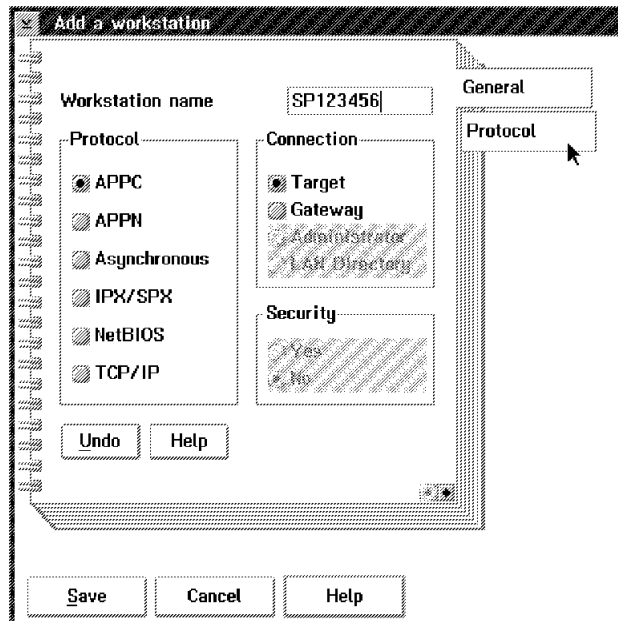 Add a workstation
General
Protocol
Workstation name SP123456
Protocol
APPC
APPN
Asynchronous
IPX/SPX
NetBIOS
TCP/IP
Connection
Target
Gateway
Administrator
LAN Directory
Security
Yes
No
Undo Help
Save Cancel Help